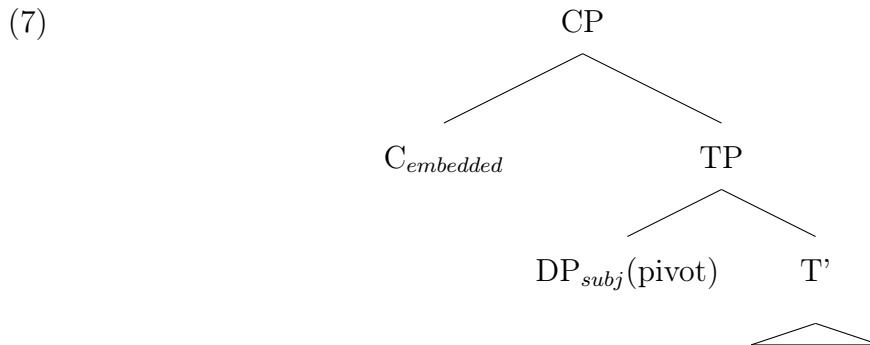 (7) CP
C_embedded TP
DP_subj(pivot) T'